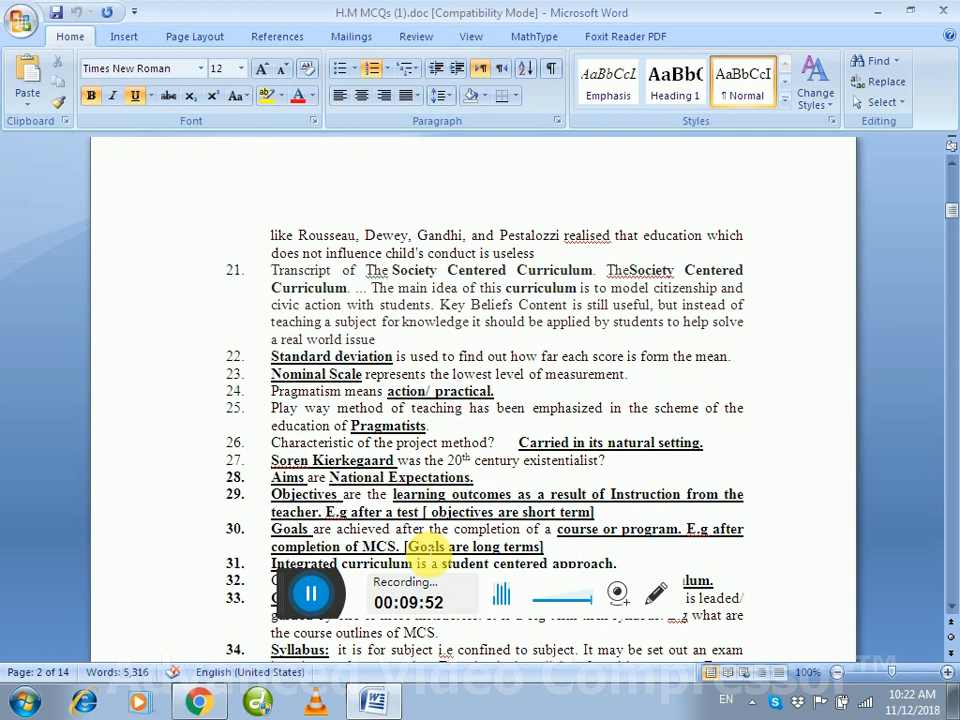 H.M MCQs (1).doc [Compatibility Mode] - Microsoft Word
Home Insert Page Layout References Mailings Review View MathType Foxit Reader PDF
Times New Roman 12 Find
AaBbCcI AaBbC AaBbCcI Replace
Paste B I U abc x₂ x² Aa A Emphasis Heading 1 ¶ Normal Change Styles Select
Clipboard Font Paragraph Styles Editing
like Rousseau, Dewey, Gandhi, and Pestalozzi realised that education which
does not influence child's conduct is useless
21. Transcript of The Society Centered Curriculum. TheSociety Centered
Curriculum. ... The main idea of this curriculum is to model citizenship and
civic action with students. Key Beliefs Content is still useful, but instead of
teaching a subject for knowledge it should be applied by students to help solve
a real world issue
22. Standard deviation is used to find out how far each score is form the mean.
23. Nominal Scale represents the lowest level of measurement.
24. Pragmatism means action/ practical.
25. Play way method of teaching has been emphasized in the scheme of the
education of Pragmatists.
26. Characteristic of the project method? Carried in its natural setting.
27. Soren Kierkegaard was the 20th century existentialist?
28. Aims are National Expectations.
29. Objectives are the learning outcomes as a result of Instruction from the
teacher. E.g after a test [ objectives are short term]
30. Goals are achieved after the completion of a course or program. E.g after
completion of MCS. [Goals are long terms]
31. Integrated curriculum is a student centered approach.
32.
33. is leaded/
what are
the course outlines of MCS.
34. Syllabus: it is for subject i.e confined to subject. It may be set out an exam
Recording...
00:09:52
Page: 2 of 14 Words: 5,316 English (United States) 100%
Advanced Video Compressor™
EN 10:22 AM
11/12/2018